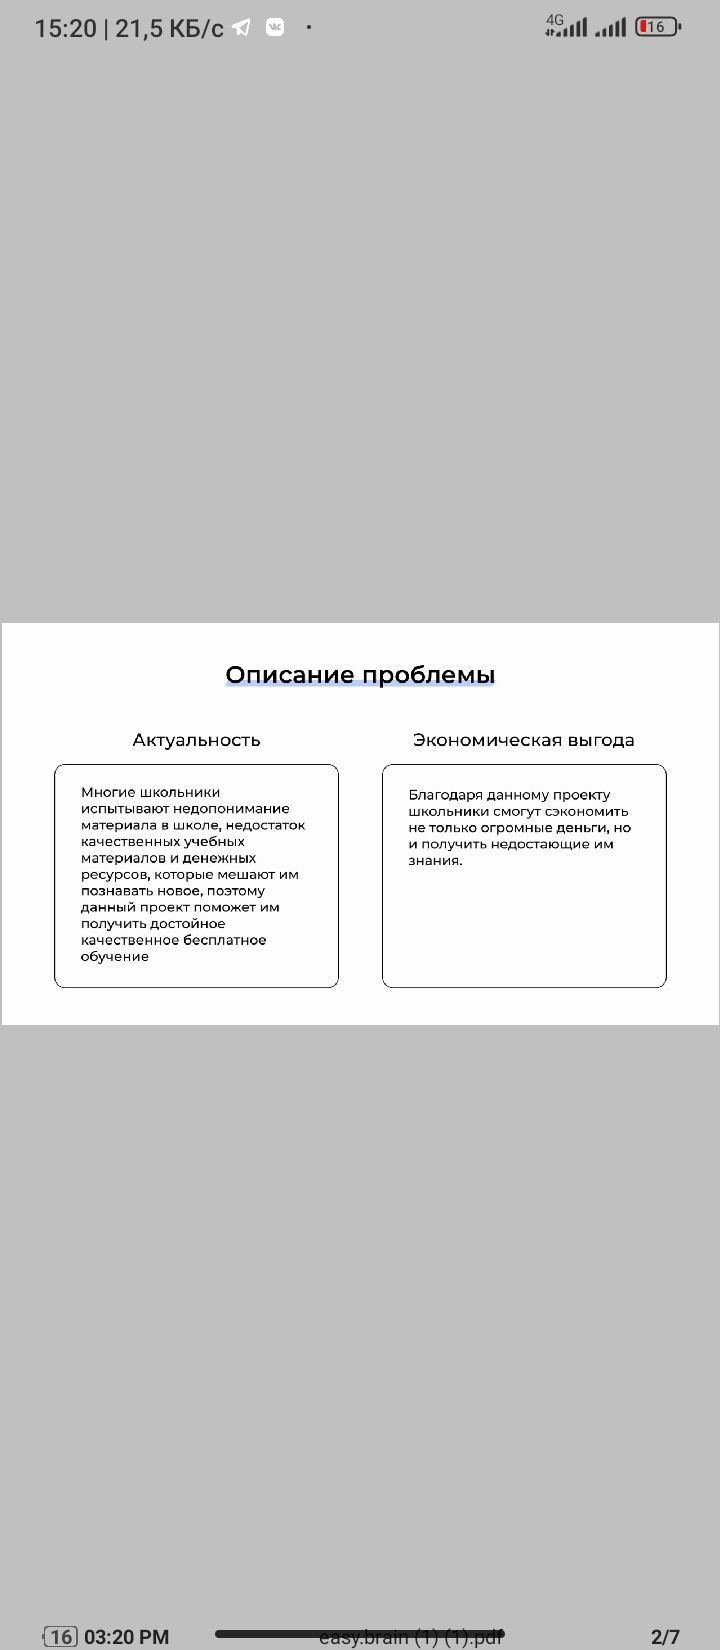 15:20 | 21,5 КБ/с
4G
16
Описание проблемы
Актуальность
Многие школьники
испытывают недопонимание
материала в школе, недостаток
качественных учебных
материалов и денежных
ресурсов, которые мешают им
познавать новое, поэтому
данный проект поможет им
получить достойное
качественное бесплатное
обучение
Экономическая выгода
Благодаря данному проекту
школьники смогут сэкономить
не только огромные деньги, но
и получить недостающие им
знания.
16 03:20 PM
easy.brain (1) (1).pdf
2/7